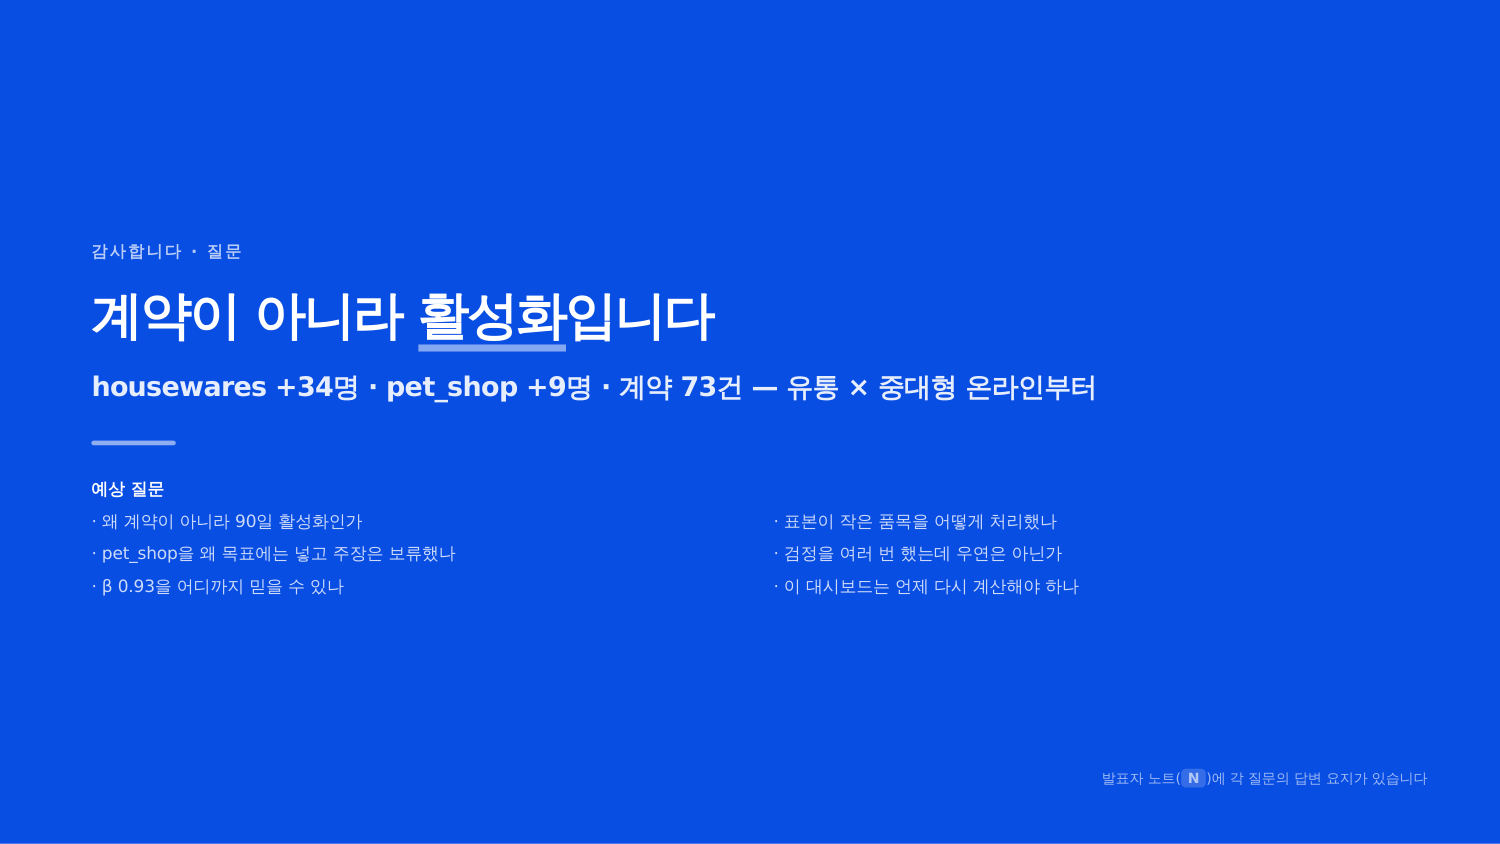 감사합니다 · 질문
계약이 아니라 활성화입니다
housewares +34명 · pet_shop +9명 · 계약 73건 — 유통 × 중대형 온라인부터
예상 질문
· 왜 계약이 아니라 90일 활성화인가
· pet_shop을 왜 목표에는 넣고 주장은 보류했나
· β 0.93을 어디까지 믿을 수 있나
· 표본이 작은 품목을 어떻게 처리했나
· 검정을 여러 번 했는데 우연은 아닌가
· 이 대시보드는 언제 다시 계산해야 하나
발표자 노트( N )에 각 질문의 답변 요지가 있습니다